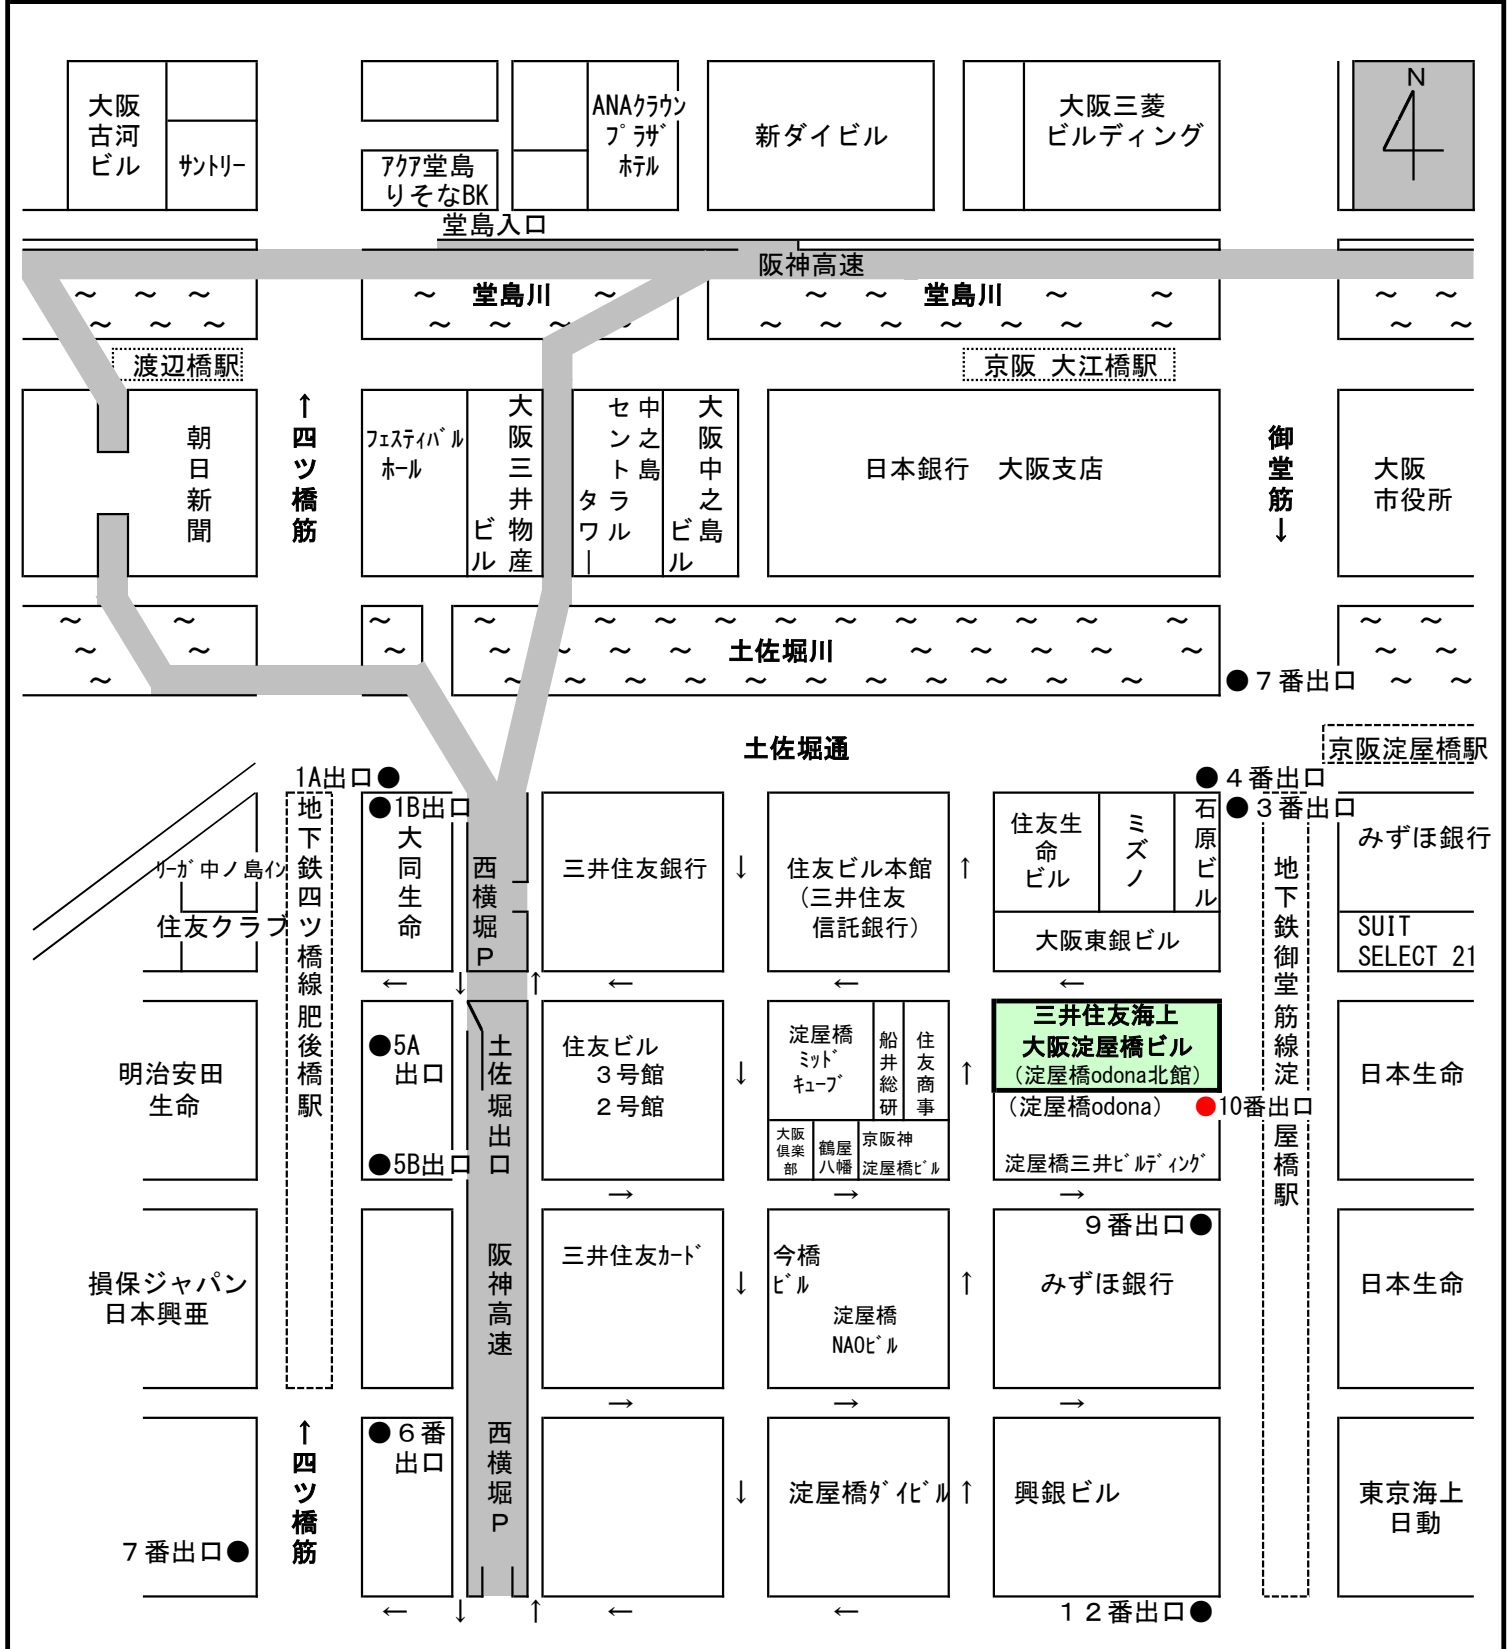 大阪
古河
ビル
サントリー
アクア堂島
りそなBK
ANAクラウン
プラザ
ホテル
新ダイビル
大阪三菱
ビルディング
N
堂島入口
阪神高速
堂島川
堂島川
渡辺橋駅
京阪 大江橋駅
朝日新聞
↑四ツ橋筋
フェスティバル
ホール
大阪三井物産
ビル
中之島
セントラル
タワー
大阪中之島
ビル
日本銀行 大阪支店
御堂筋↓
大阪
市役所
土佐堀川
●7番出口
土佐堀通
京阪淀屋橋駅
1A出口●
●4番出口
●1B出口
●3番出口
地下鉄四ツ橋線肥後橋駅
リーガ中ノ島イン
住友クラブ
大同生命
西横堀P
三井住友銀行
↓
住友ビル本館
(三井住友
信託銀行)
↑
住友生
命
ビル
ミズノ
石原ビル
大阪東銀ビル
地下鉄御堂筋線淀屋橋駅
みずほ銀行
SUIT
SELECT 21
← ↓ ↑ ← ← ←
明治安田
生命
●5A
出口
●5B出口
土佐堀出口
住友ビル
3号館
2号館
↓
淀屋橋
ミッド
キューブ
船井総研
住友商事
大阪
倶楽
部
鶴屋
八幡
京阪神
淀屋橋ビル
↑
三井住友海上
大阪淀屋橋ビル
(淀屋橋odona北館)
(淀屋橋odona)
●10番出口
淀屋橋三井ビルディング
日本生命
→ → →
損保ジャパン
日本興亜
阪神高速
三井住友カード
↓
今橋
ビル
淀屋橋
NAOビル
↑
9番出口●
みずほ銀行
日本生命
→ → →
↑四ツ橋筋
7番出口●
●6番
出口
西横堀P
↓
淀屋橋ダイビル
↑
興銀ビル
東京海上
日動
← ↓ ↑ ← ←
12番出口●